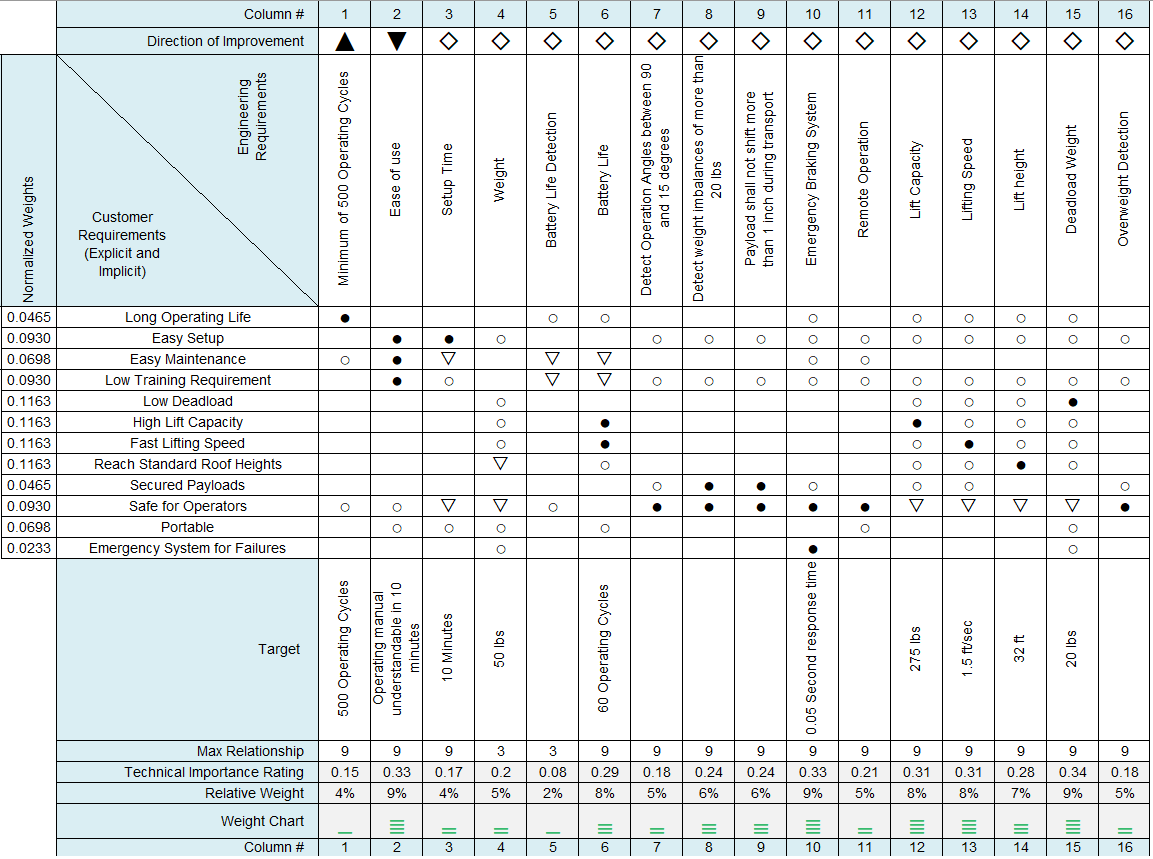 Column # 1 2 3 4 5 6 7 8 9 10 11 12 13 14 15 16
Direction of Improvement ▲ ▼ ◇ ◇ ◇ ◇ ◇ ◇ ◇ ◇ ◇ ◇ ◇ ◇ ◇ ◇
Normalized Weights
Engineering
Requirements
Customer
Requirements
(Explicit and
Implicit)
Minimum of 500 Operating Cycles
Ease of use
Setup Time
Weight
Battery Life Detection
Battery Life
Detect Operation Angles between 90
and 15 degrees
Detect weight Imbalances of more than
20 lbs
Payload shall not shift more
than 1 inch during transport
Emergency Braking System
Remote Operation
Lift Capacity
Lifting Speed
Lift height
Deadload Weight
Overweight Detection
0.0465 Long Operating Life ● ○ ○ ○ ○ ○ ○ ○
0.0930 Easy Setup ● ● ○ ○ ○ ○ ○ ○ ○ ○ ○ ○ ○
0.0698 Easy Maintenance ○ ● ▽ ▽ ▽ ○ ○
0.0930 Low Training Requirement ● ○ ▽ ▽ ○ ○ ○ ○ ○ ○ ○ ○ ○ ○
0.1163 Low Deadload ○ ○ ○ ○ ●
0.1163 High Lift Capacity ○ ● ● ○ ○ ○
0.1163 Fast Lifting Speed ○ ● ○ ● ○ ○
0.1163 Reach Standard Roof Heights ▽ ○ ○ ○ ● ○
0.0465 Secured Payloads ○ ● ● ○ ○ ○ ○
0.0930 Safe for Operators ○ ○ ▽ ▽ ○ ● ● ● ● ● ▽ ▽ ▽ ▽ ●
0.0698 Portable ○ ○ ○ ○ ○ ○
0.0233 Emergency System for Failures ○ ● ○
Target
500 Operating Cycles
Operating manual
understandable in 10
minutes
10 Minutes
50 lbs
60 Operating Cycles
0.05 Second response time
275 lbs
1.5 ft/sec
32 ft
20 lbs
Max Relationship 9 9 9 3 3 9 9 9 9 9 9 9 9 9 9 9
Technical Importance Rating 0.15 0.33 0.17 0.2 0.08 0.29 0.18 0.24 0.24 0.33 0.21 0.31 0.31 0.28 0.34 0.18
Relative Weight 4% 9% 4% 5% 2% 8% 5% 6% 6% 9% 5% 8% 8% 7% 9% 5%
Weight Chart
Column # 1 2 3 4 5 6 7 8 9 10 11 12 13 14 15 16